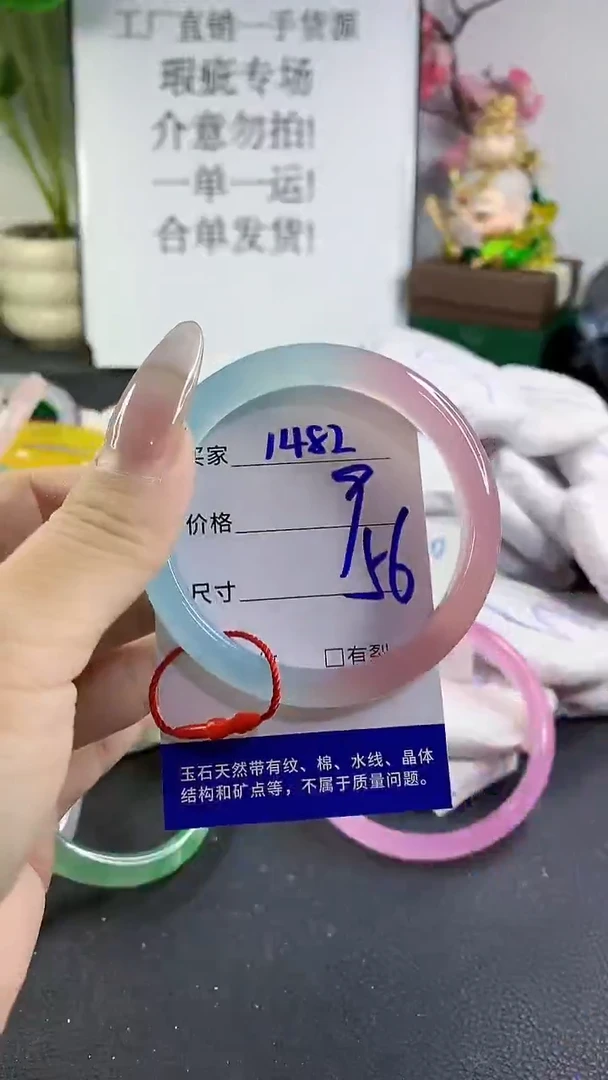 工厂直销一手货源
瑕疵专场
介意勿拍!
一单一运!
合单发货!
买家 1482
价格 9
尺寸 56
□有裂
玉石天然带有纹、棉、水线、晶体
结构和矿点等，不属于质量问题。